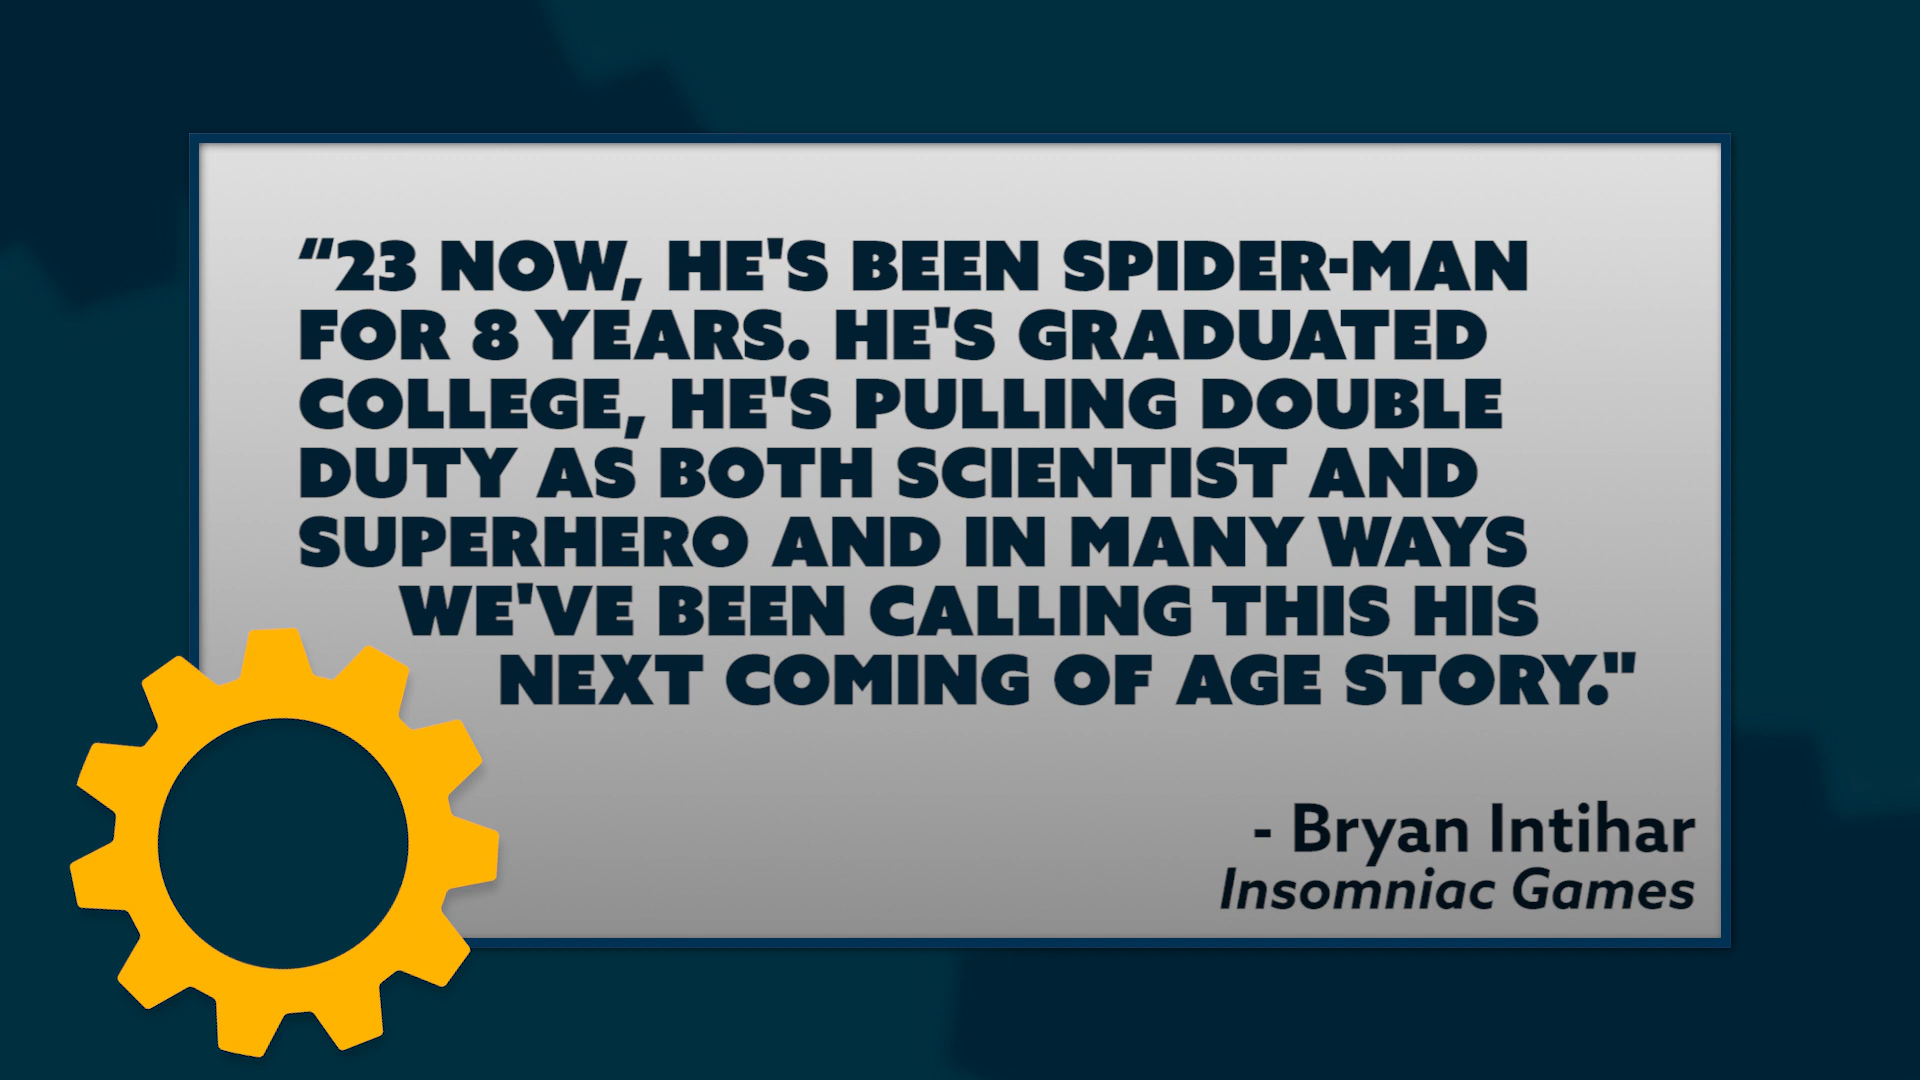 “23 NOW, HE'S BEEN SPIDER-MAN
FOR 8 YEARS. HE'S GRADUATED
COLLEGE, HE'S PULLING DOUBLE
DUTY AS BOTH SCIENTIST AND
SUPERHERO AND IN MANY WAYS
WE'VE BEEN CALLING THIS HIS
NEXT COMING OF AGE STORY."
- Bryan Intihar
Insomniac Games